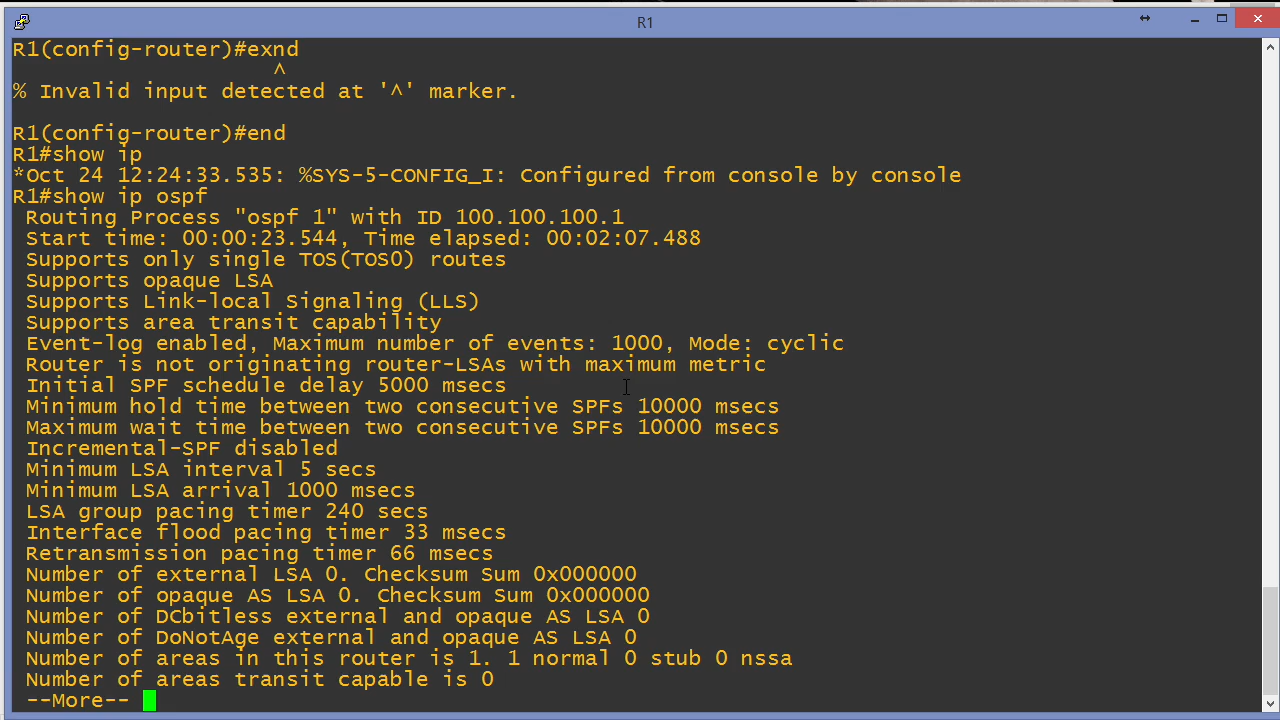 R1
R1(config-router)#exnd
^
% Invalid input detected at '^' marker.
R1(config-router)#end
R1#show ip
*Oct 24 12:24:33.535: %SYS-5-CONFIG_I: Configured from console by console
R1#show ip ospf
Routing Process "ospf 1" with ID 100.100.100.1
Start time: 00:00:23.544, Time elapsed: 00:02:07.488
Supports only single TOS(TOS0) routes
Supports opaque LSA
Supports Link-local Signaling (LLS)
Supports area transit capability
Event-log enabled, Maximum number of events: 1000, Mode: cyclic
Router is not originating router-LSAs with maximum metric
Initial SPF schedule delay 5000 msecs
Minimum hold time between two consecutive SPFs 10000 msecs
Maximum wait time between two consecutive SPFs 10000 msecs
Incremental-SPF disabled
Minimum LSA interval 5 secs
Minimum LSA arrival 1000 msecs
LSA group pacing timer 240 secs
Interface flood pacing timer 33 msecs
Retransmission pacing timer 66 msecs
Number of external LSA 0. Checksum Sum 0x000000
Number of opaque AS LSA 0. Checksum Sum 0x000000
Number of DCbitless external and opaque AS LSA 0
Number of DoNotAge external and opaque AS LSA 0
Number of areas in this router is 1. 1 normal 0 stub 0 nssa
Number of areas transit capable is 0
--More--